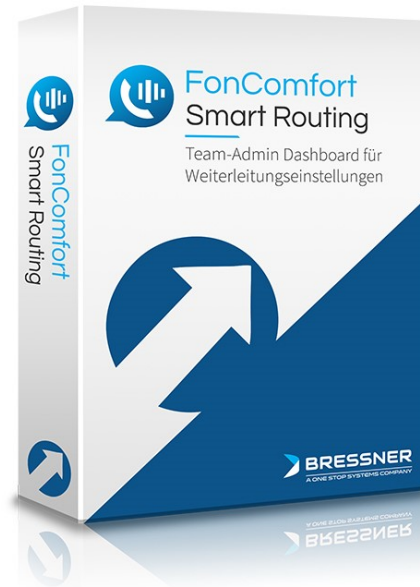 FonComfort
Smart Routing
Team-Admin Dashboard für
Weiterleitungseinstellungen
FonComfort
Smart Routing
BRESSNER
A ONE STOP SYSTEMS COMPANY